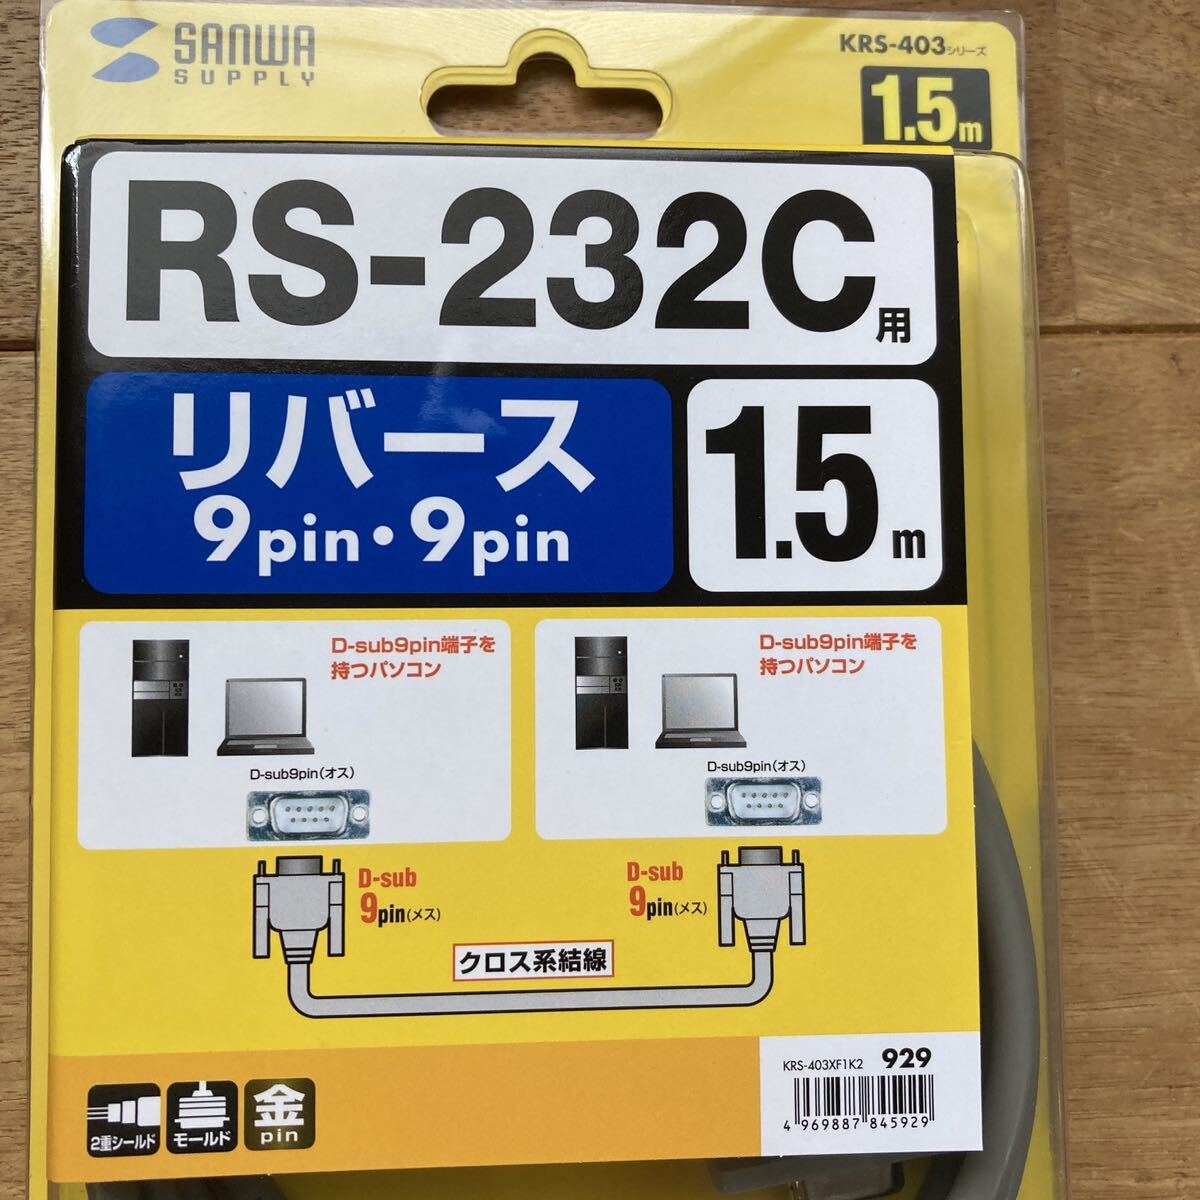 SANWA
SUPPLY
KRS-403シリーズ
1.5m
RS-232C用
リバース
9pin・9pin
1.5m
D-sub9pin端子を
持つパソコン
D-sub9pin(オス)
D-sub9pin端子を
持つパソコン
D-sub9pin(オス)
D-sub
9pin(メス)
D-sub
9pin(メス)
クロス系結線
2重シールド
モールド
金
pin
KRS-403XF1K2 929
4 969887 845929